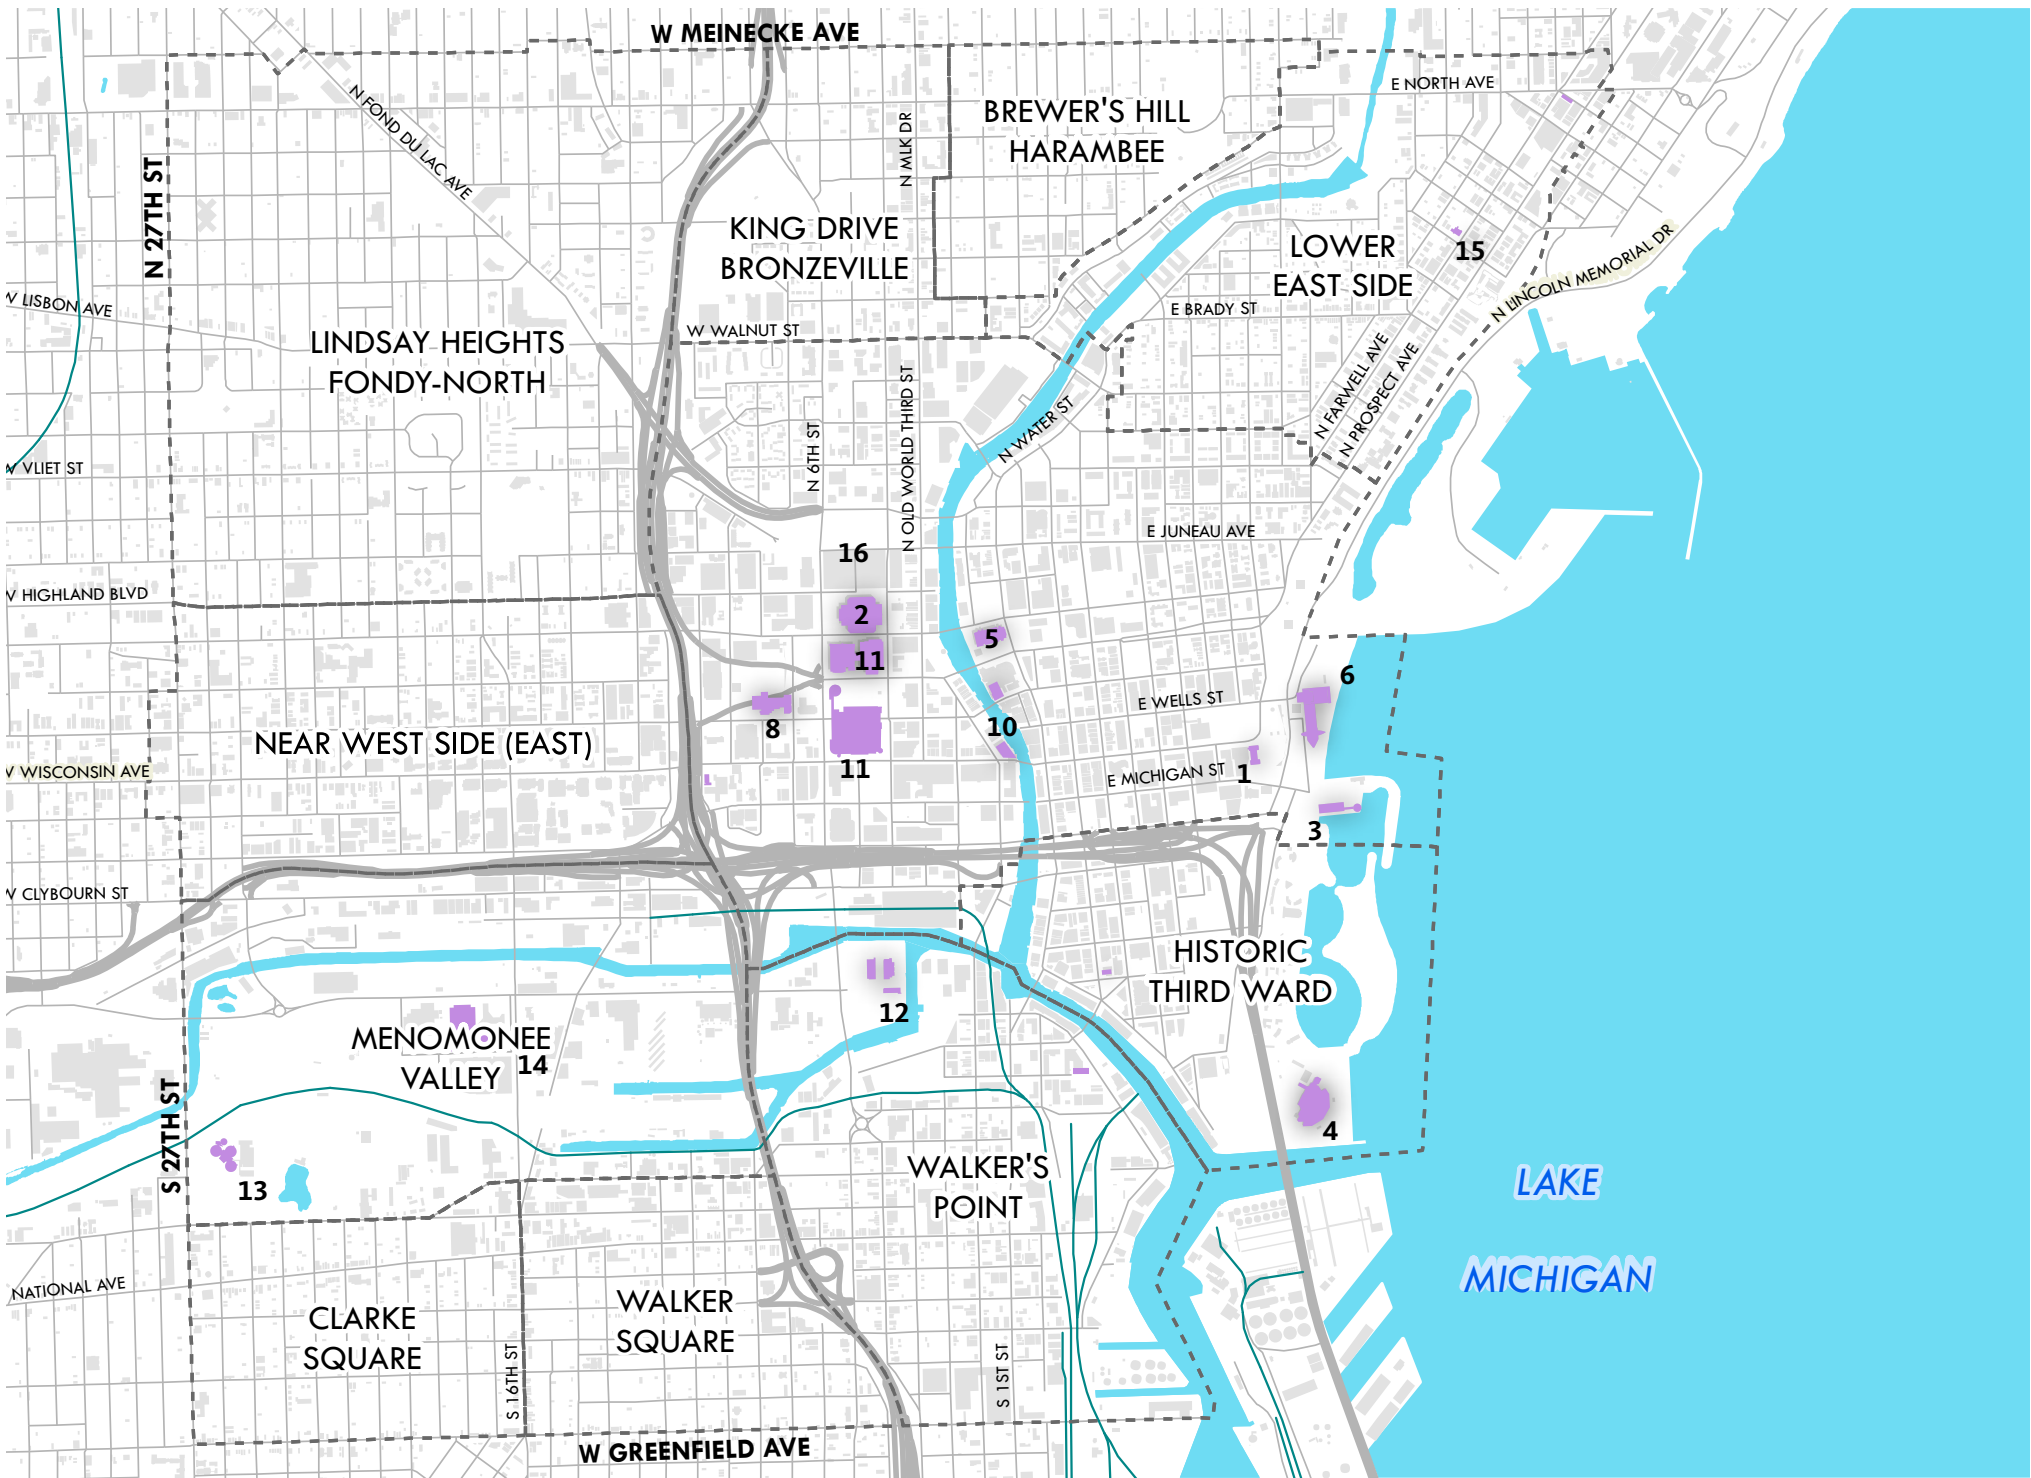 W MEINECKE AVE
E NORTH AVE
N FOND DU LAC AVE
N MLK DR
BREWER'S HILL
HARAMBEE
N 27TH ST
KING DRIVE
BRONZEVILLE
LOWER
EAST SIDE
15
N LINCOLN MEMORIAL DR
W LISBON AVE
E BRADY ST
W WALNUT ST
LINDSAY HEIGHTS
FONDY-NORTH
N FARWELL AVE
N PROSPECT AVE
N 6TH ST
N OLD WORLD THIRD ST
N WATER ST
W VLIET ST
E JUNEAU AVE
16
W HIGHLAND BLVD
2
5
11
6
E WELLS ST
8
10
NEAR WEST SIDE (EAST)
11
W WISCONSIN AVE
E MICHIGAN ST
1
3
W CLYBOURN ST
HISTORIC
THIRD WARD
12
MENOMONEE
VALLEY
14
S 27TH ST
4
13
WALKER'S
POINT
LAKE
MICHIGAN
NATIONAL AVE
CLARKE
SQUARE
WALKER
SQUARE
S 16TH ST
S 1ST ST
W GREENFIELD AVE